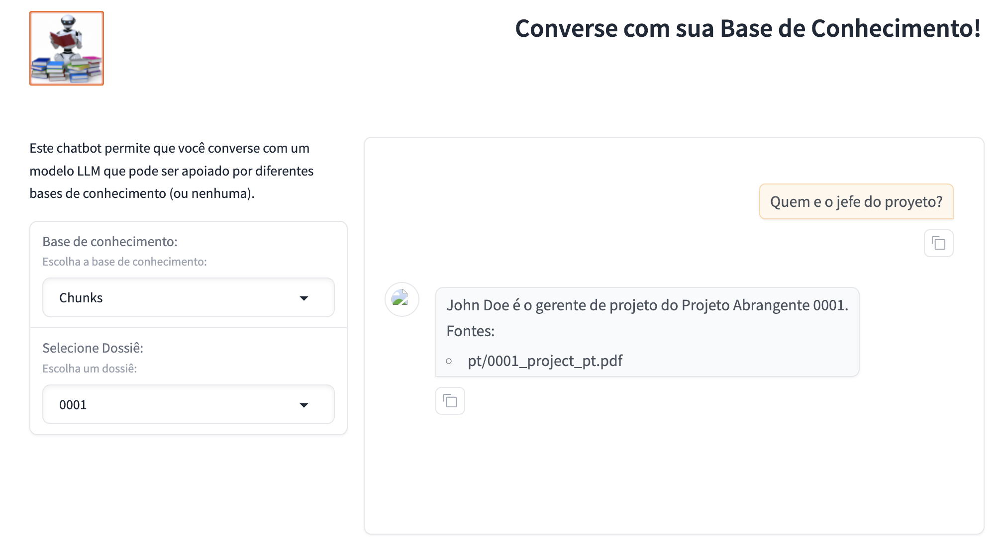 Converse com sua Base de Conhecimento!
Este chatbot permite que você converse com um
modelo LLM que pode ser apoiado por diferentes
bases de conhecimento (ou nenhuma).
Base de conhecimento:
Escolha a base de conhecimento:
Chunks
Selecione Dossiê:
Escolha um dossiê:
0001
Quem e o jefe do proyeto?
John Doe é o gerente de projeto do Projeto Abrangente 0001.
Fontes:
pt/0001_project_pt.pdf